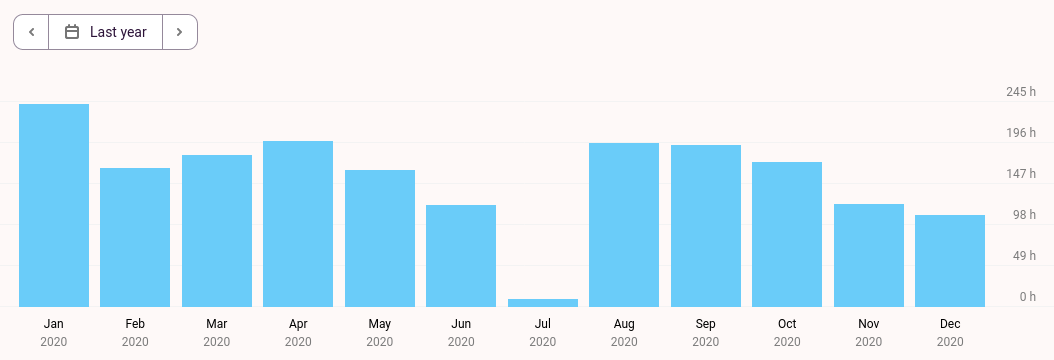 Last year
245 h
196 h
147 h
98 h
49 h
0 h
Jan Feb Mar Apr May Jun Jul Aug Sep Oct Nov Dec
2020 2020 2020 2020 2020 2020 2020 2020 2020 2020 2020 2020